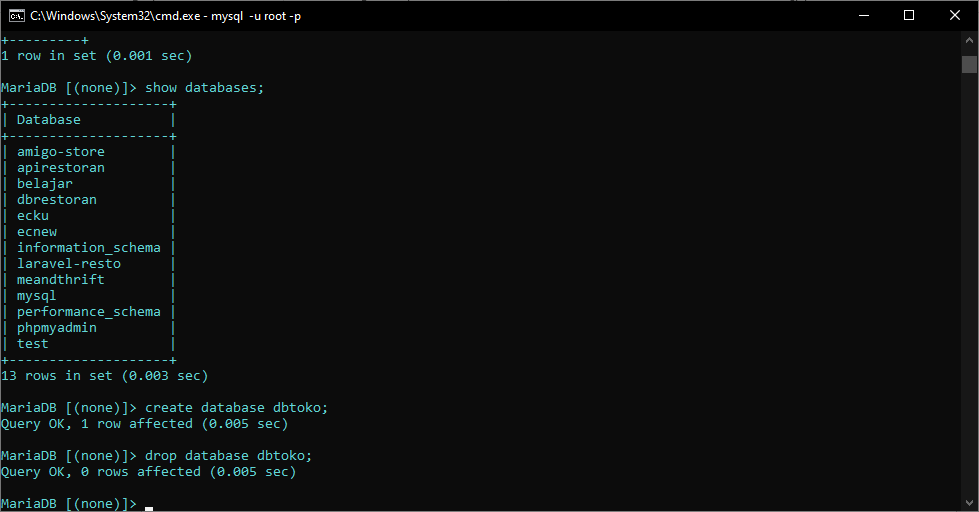 C:\Windows\System32\cmd.exe - mysql  -u root -p
+---------+
1 row in set (0.001 sec)
MariaDB [(none)]> show databases;
+--------------------+
| Database           |
+--------------------+
| amigo-store        |
| apirestoran        |
| belajar            |
| dbrestoran         |
| ecku               |
| ecnew              |
| information_schema |
| laravel-resto      |
| meandthrift        |
| mysql              |
| performance_schema |
| phpmyadmin         |
| test               |
+--------------------+
13 rows in set (0.003 sec)
MariaDB [(none)]> create database dbtoko;
Query OK, 1 row affected (0.005 sec)
MariaDB [(none)]> drop database dbtoko;
Query OK, 0 rows affected (0.005 sec)
MariaDB [(none)]>